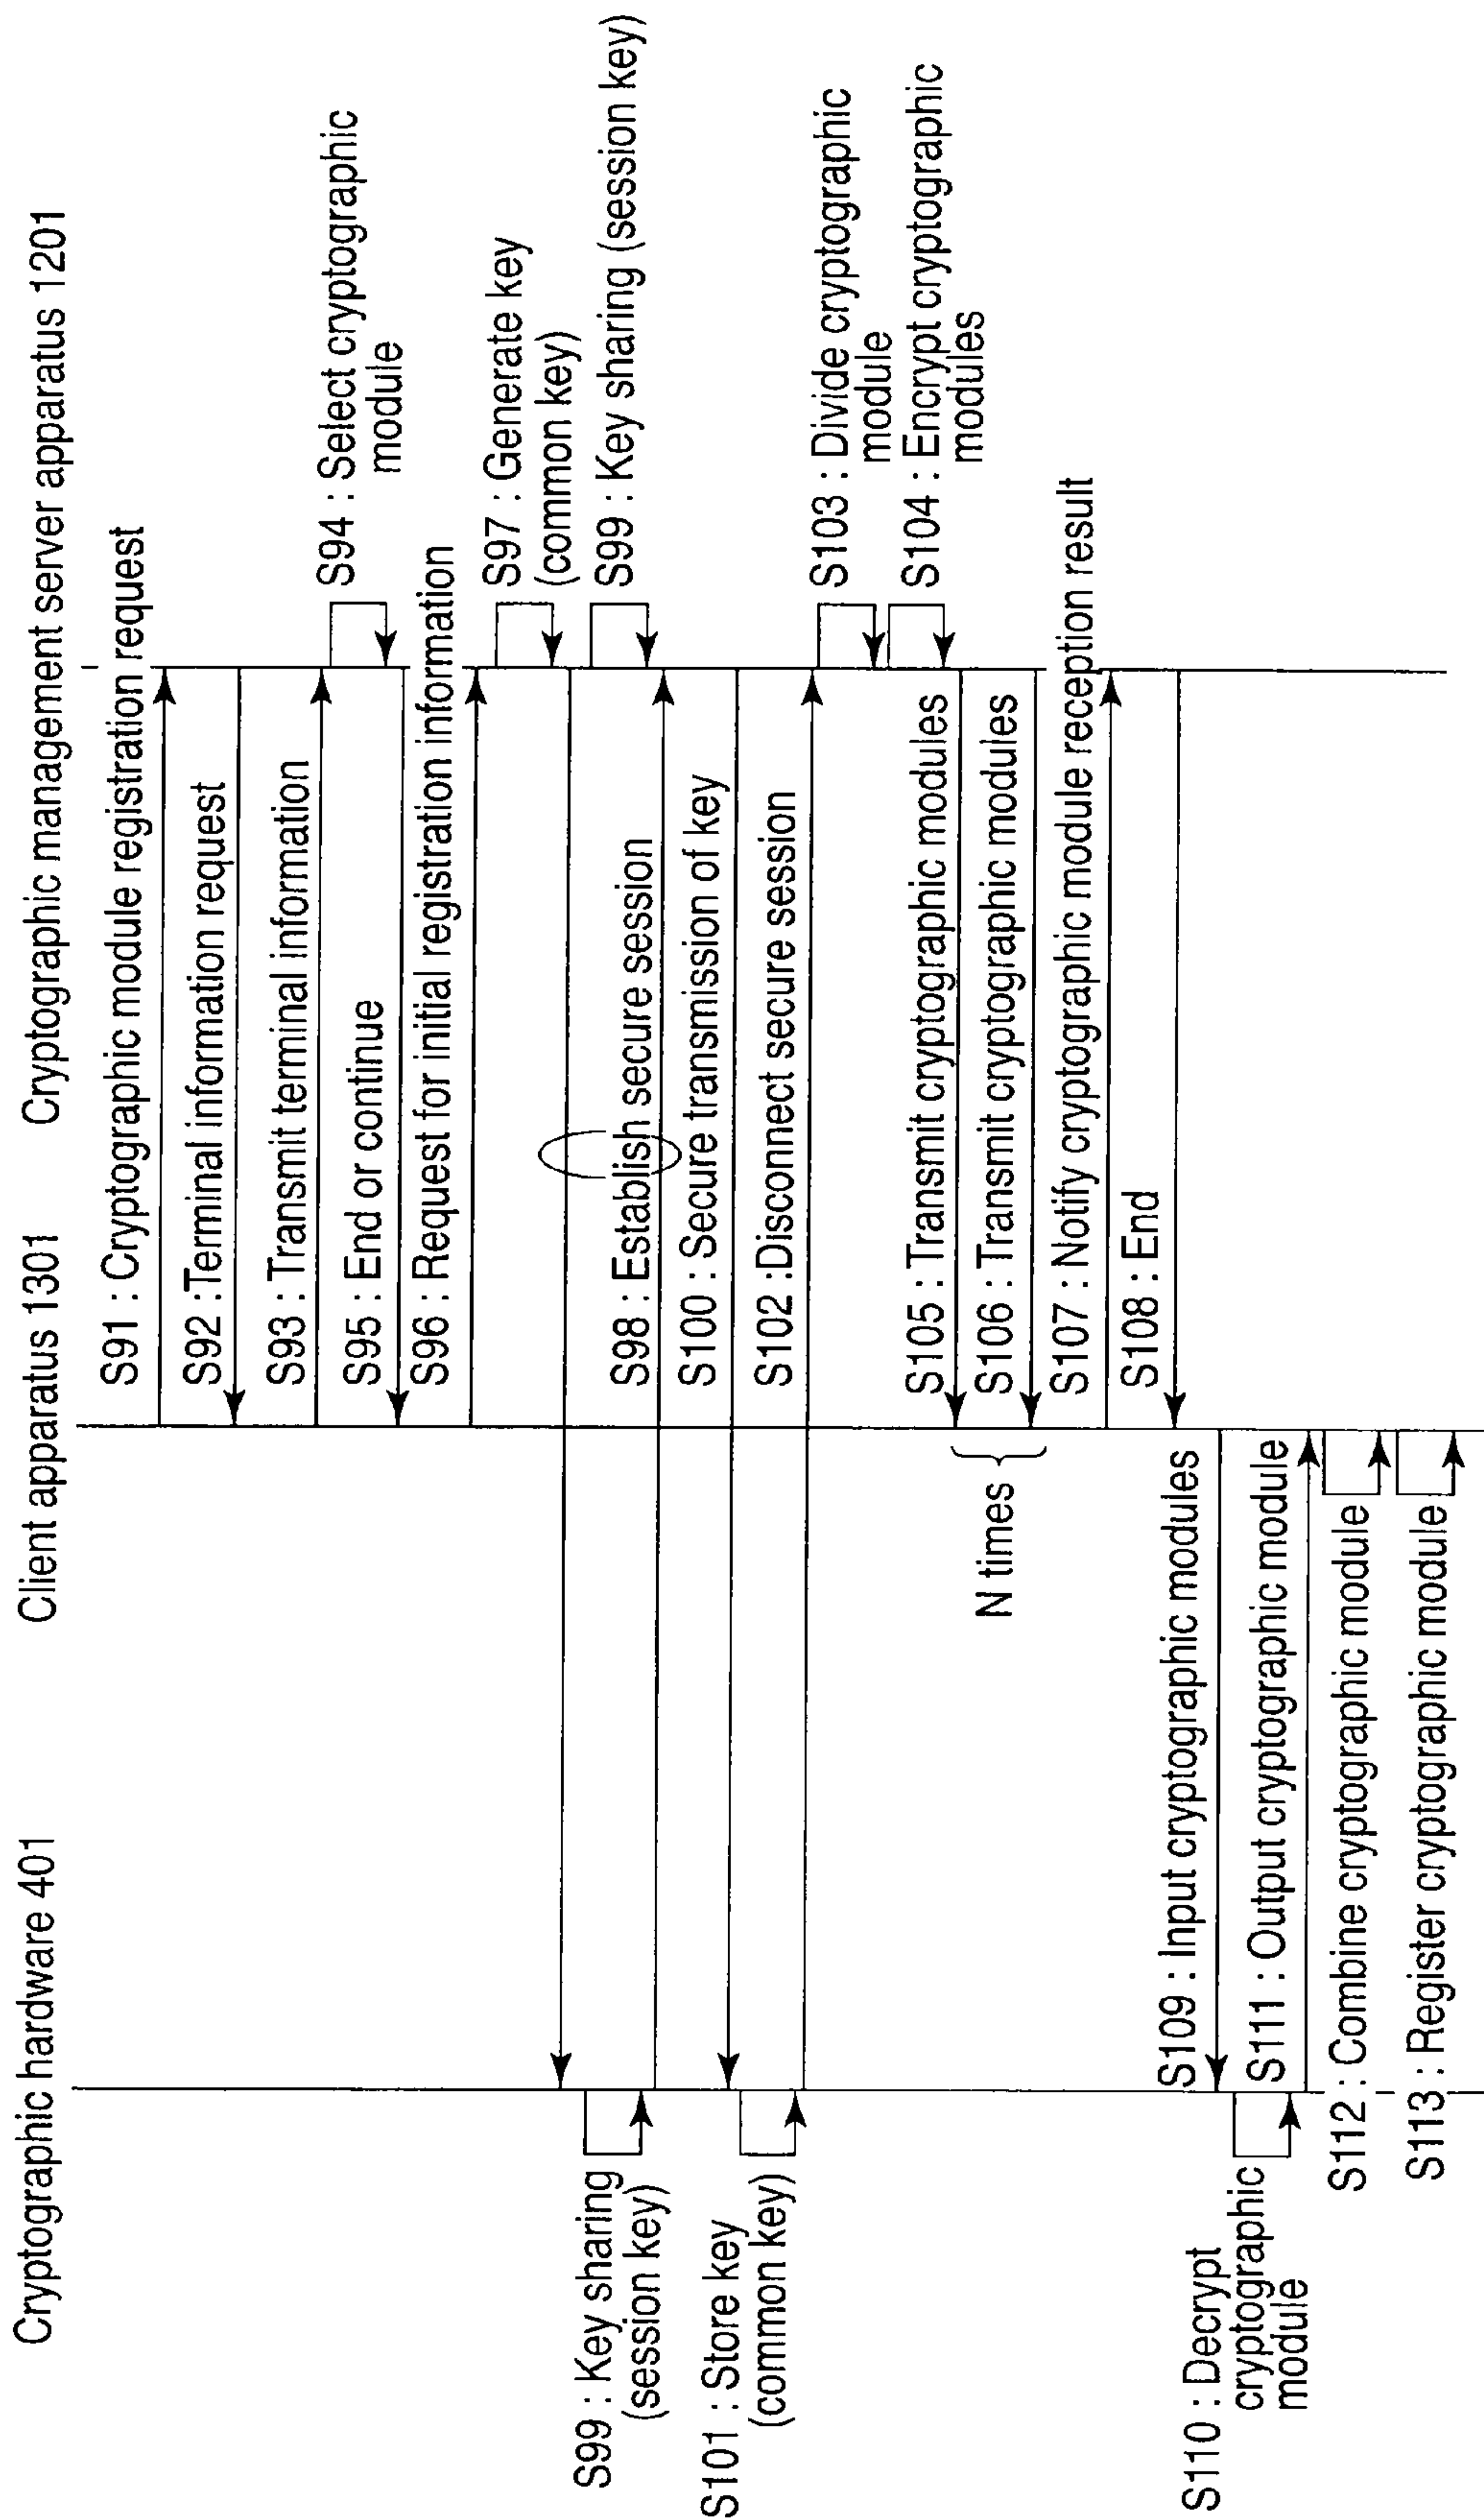 Cryptographic hardware 401
Client apparatus 1301
Cryptographic management server apparatus 1201
S91 : Cryptographic module registration request
S92 :Terminal information request
S93 : Transmit terminal information
S94 : Select cryptographic
module
S95 : End or continue
S96 : Request for initial registration information
S97 : Generate key
(common key)
S99 : Key sharing
(session key)
S98 : Establish secure session
S99 : Key sharing (session key)
S100 : Secure transmission of key
S101 : Store key
(common key)
S102 :Disconnect secure session
S103 : Divide cryptographic
module
S104 : Encrypt cryptographic
modules
S105 : Transmit cryptographic modules
S106 : Transmit cryptographic modules
N times
S107 : Notify cryptographic module reception result
S108 : End
S109 : Input cryptographic modules
S110 : Decrypt
cryptographic
module
S111 : Output cryptographic module
S112 : Combine cryptographic module
S113 : Register cryptographic module